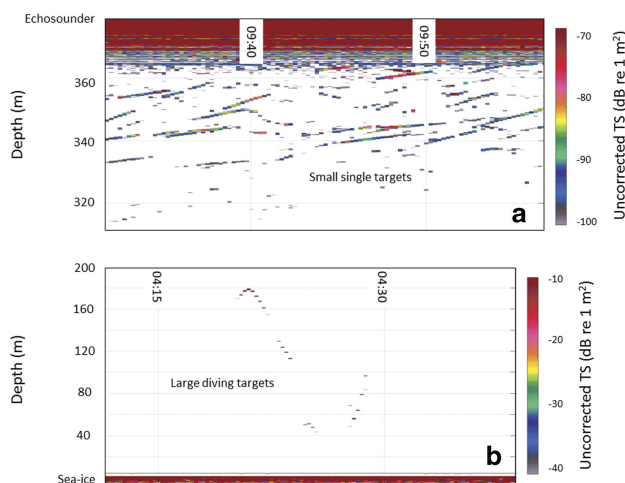 Echosounder
09:40
09:50
360
340
320
Depth (m)
Small single targets
a
-70
-80
-90
-100
Uncorrected TS (dB re 1 m²)
200
160
120
80
40
Sea-ice
Depth (m)
04:15
04:30
Large diving targets
b
-10
-20
-30
-40
Uncorrected TS (dB re 1 m²)